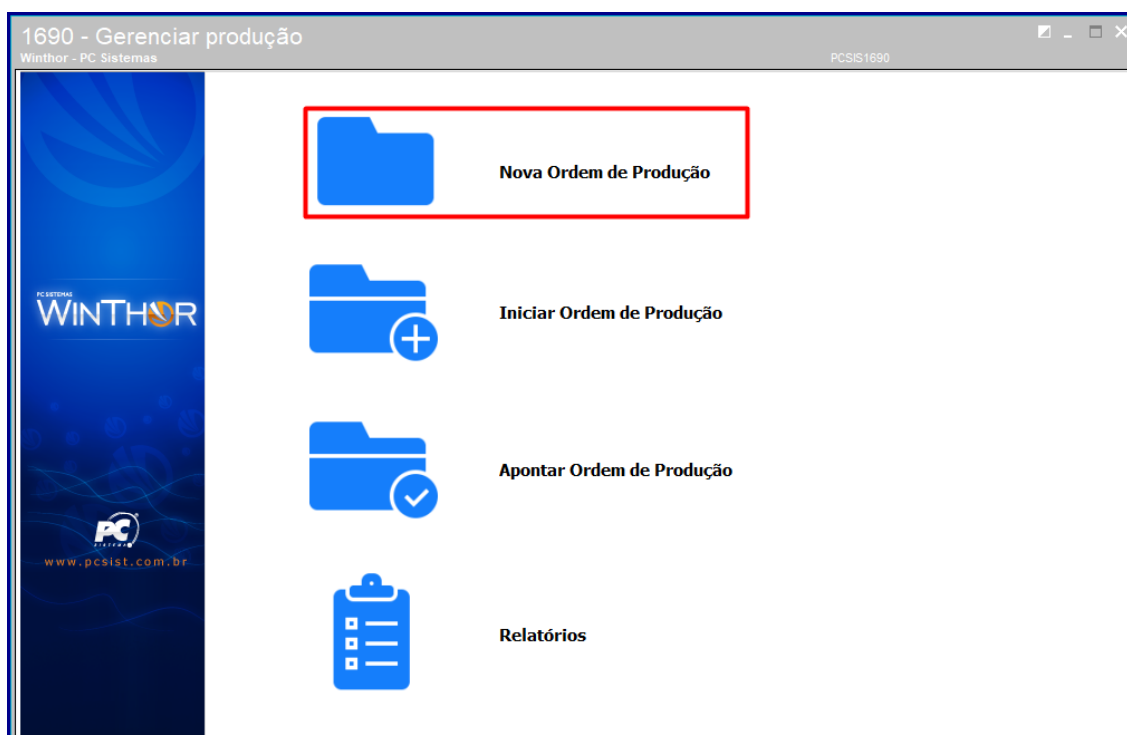 1690 - Gerenciar produção
Winthor - PC Sistemas
PCSIS1690
Nova Ordem de Produção
PC SISTEMAS
WINTHOR
Iniciar Ordem de Produção
Apontar Ordem de Produção
PC
SISTEMAS
www.pcsist.com.br
Relatórios